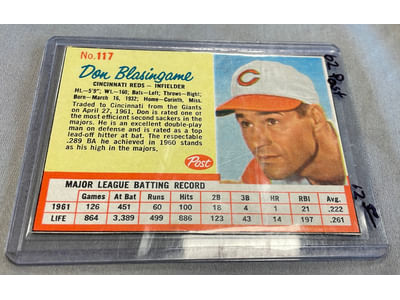 No. 117
Don Blasingame
CINCINNATI REDS — INFIELDER
Ht.—5'9"; Wt.—160; Bats—Left; Throws—Right;
Born—March 16, 1932; Home—Corinth, Miss.
Traded to Cincinnati from the Giants
on April 27, 1961, Don is rated one of
the most efficient second sackers in the
majors. He is an excellent double-play
man on defense and is rated as a top
lead-off hitter at bat. The respectable
.289 BA he achieved in 1960 stands
as his high in the majors.
Post
C
MAJOR LEAGUE BATTING RECORD
Games At Bat Runs Hits 2B 3B HR RBI Avg.
1961 126 451 60 100 18 4 1 21 .222
LIFE 864 3,389 499 886 123 43 14 197 .261
62 Post